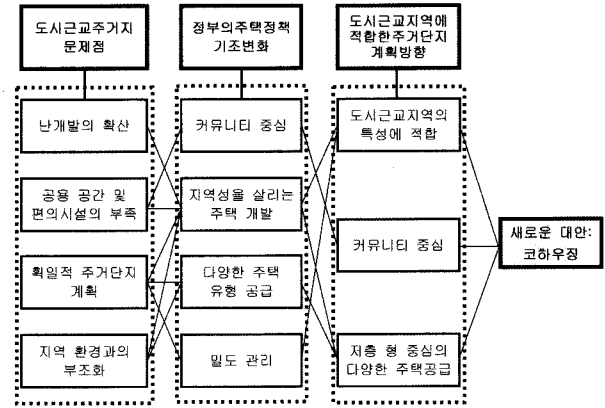 도시근교주거지
문제점
정부의주택정책
기조변화
도시근교지역에
적합한주거단지
계획방향
난개발의 확산
공용 공간 및
편의시설의 부족
획일적 주거단지
계획
지역 환경과의
부조화
커뮤니티 중심
지역성을 살리는
주택 개발
다양한 주택
유형 공급
밀도 관리
도시근교지역의
특성에 적합
커뮤니티 중심
저층 형 중심의
다양한 주택공급
새로운 대안:
코하우징